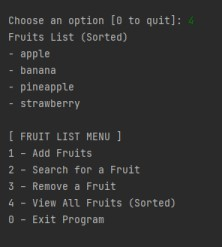 Choose an option [0 to quit]: 4
Fruits List (Sorted)
- apple
- banana
- pineapple
- strawberry
[ FRUIT LIST MENU ]
1 – Add Fruits
2 – Search for a Fruit
3 – Remove a Fruit
4 – View All Fruits (Sorted)
0 – Exit Program